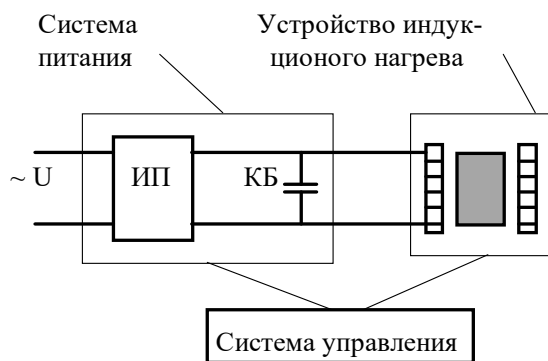 Система
питания
Устройство индук-
ционого нагрева
~ U
ИП
КБ
Система управления